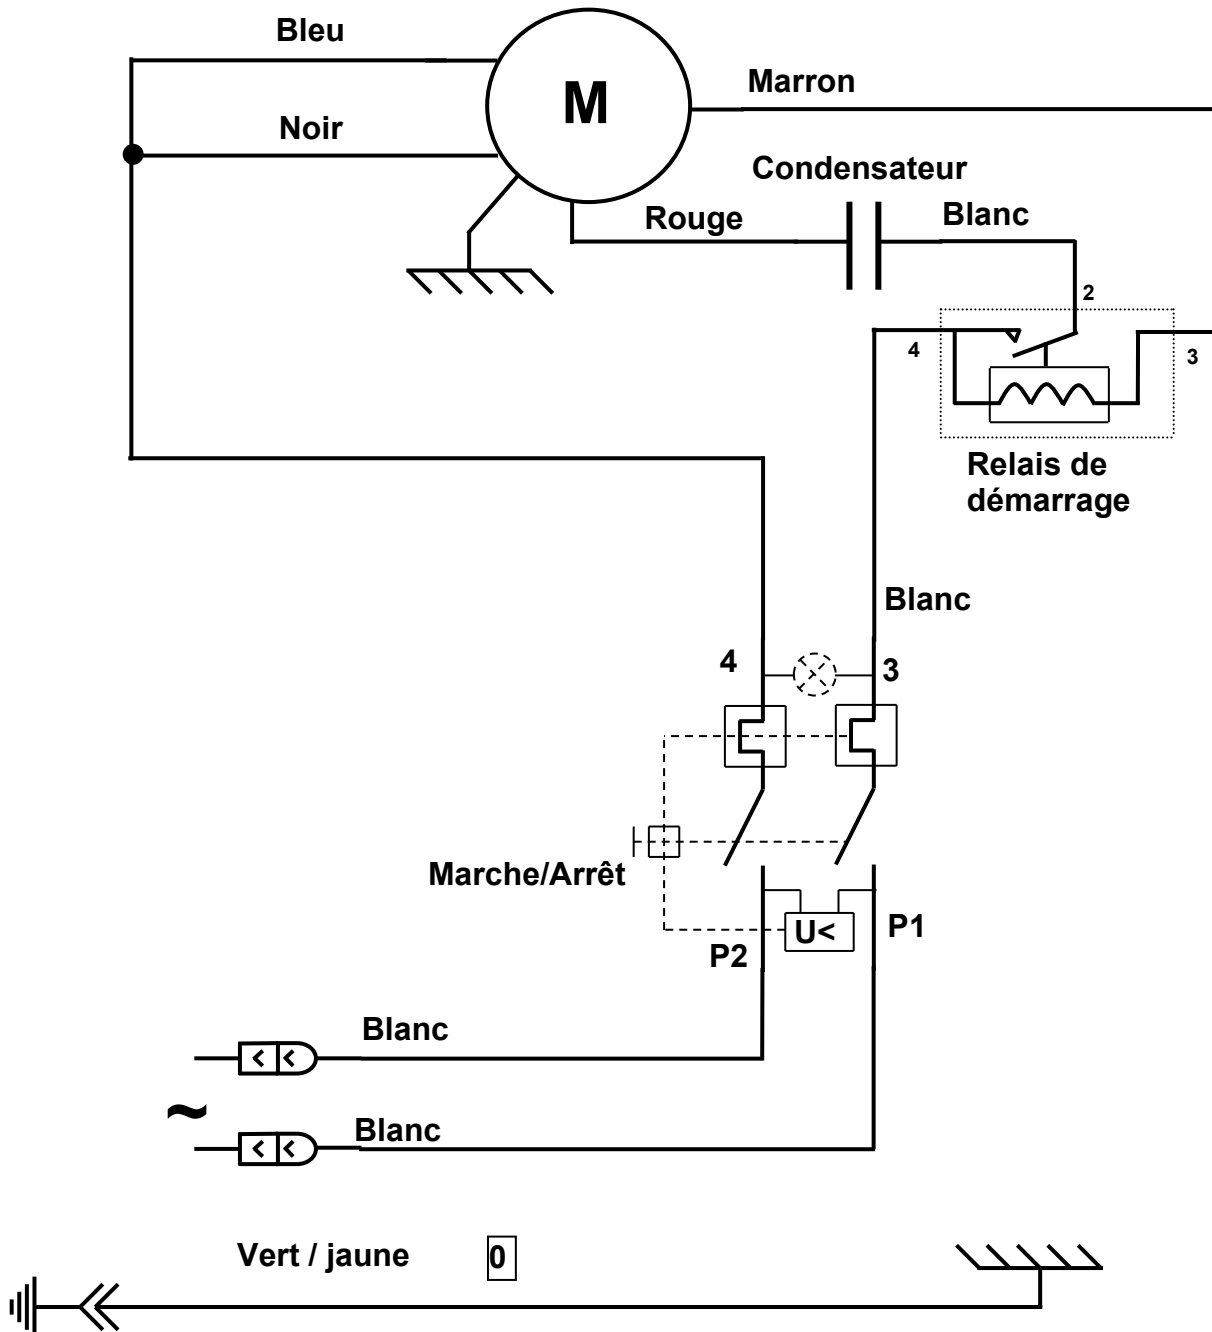 Bleu
M
Marron
Noir
Condensateur
Rouge
Blanc
2
4
3
Relais de
démarrage
Blanc
4
3
Marche/Arrêt
U<
P1
P2
Blanc
~
Blanc
Vert / jaune
0